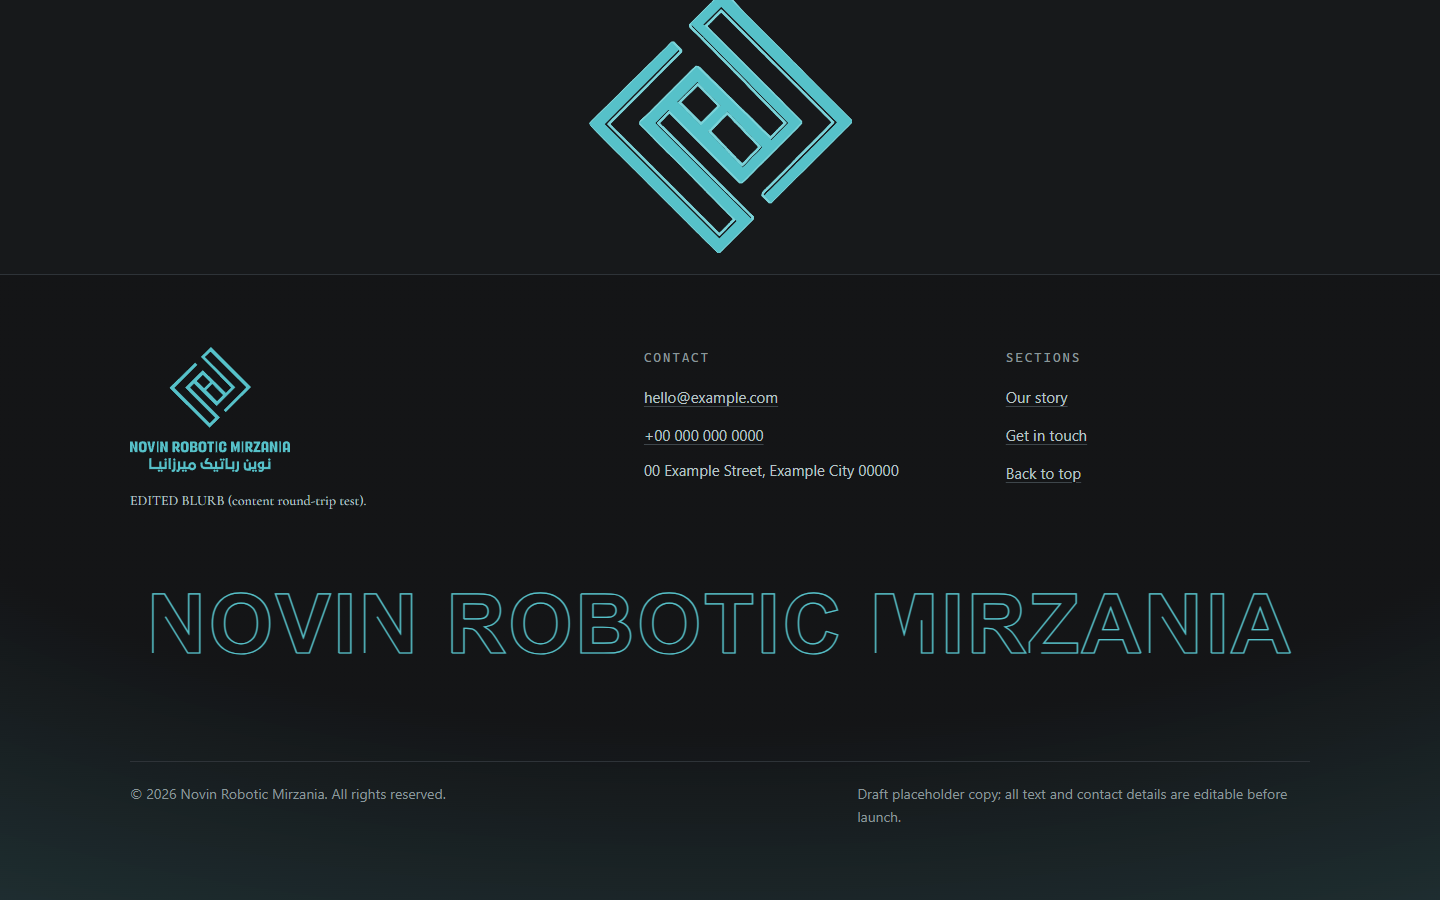 NOVIN ROBOTIC MIRZANIA
نوین رباتیک میرزانیا
EDITED BLURB (content round-trip test).
CONTACT
hello@example.com
+00 000 000 0000
00 Example Street, Example City 00000
SECTIONS
Our story
Get in touch
Back to top
NOVIN ROBOTIC MIRZANIA
© 2026 Novin Robotic Mirzania. All rights reserved.
Draft placeholder copy; all text and contact details are editable before
launch.